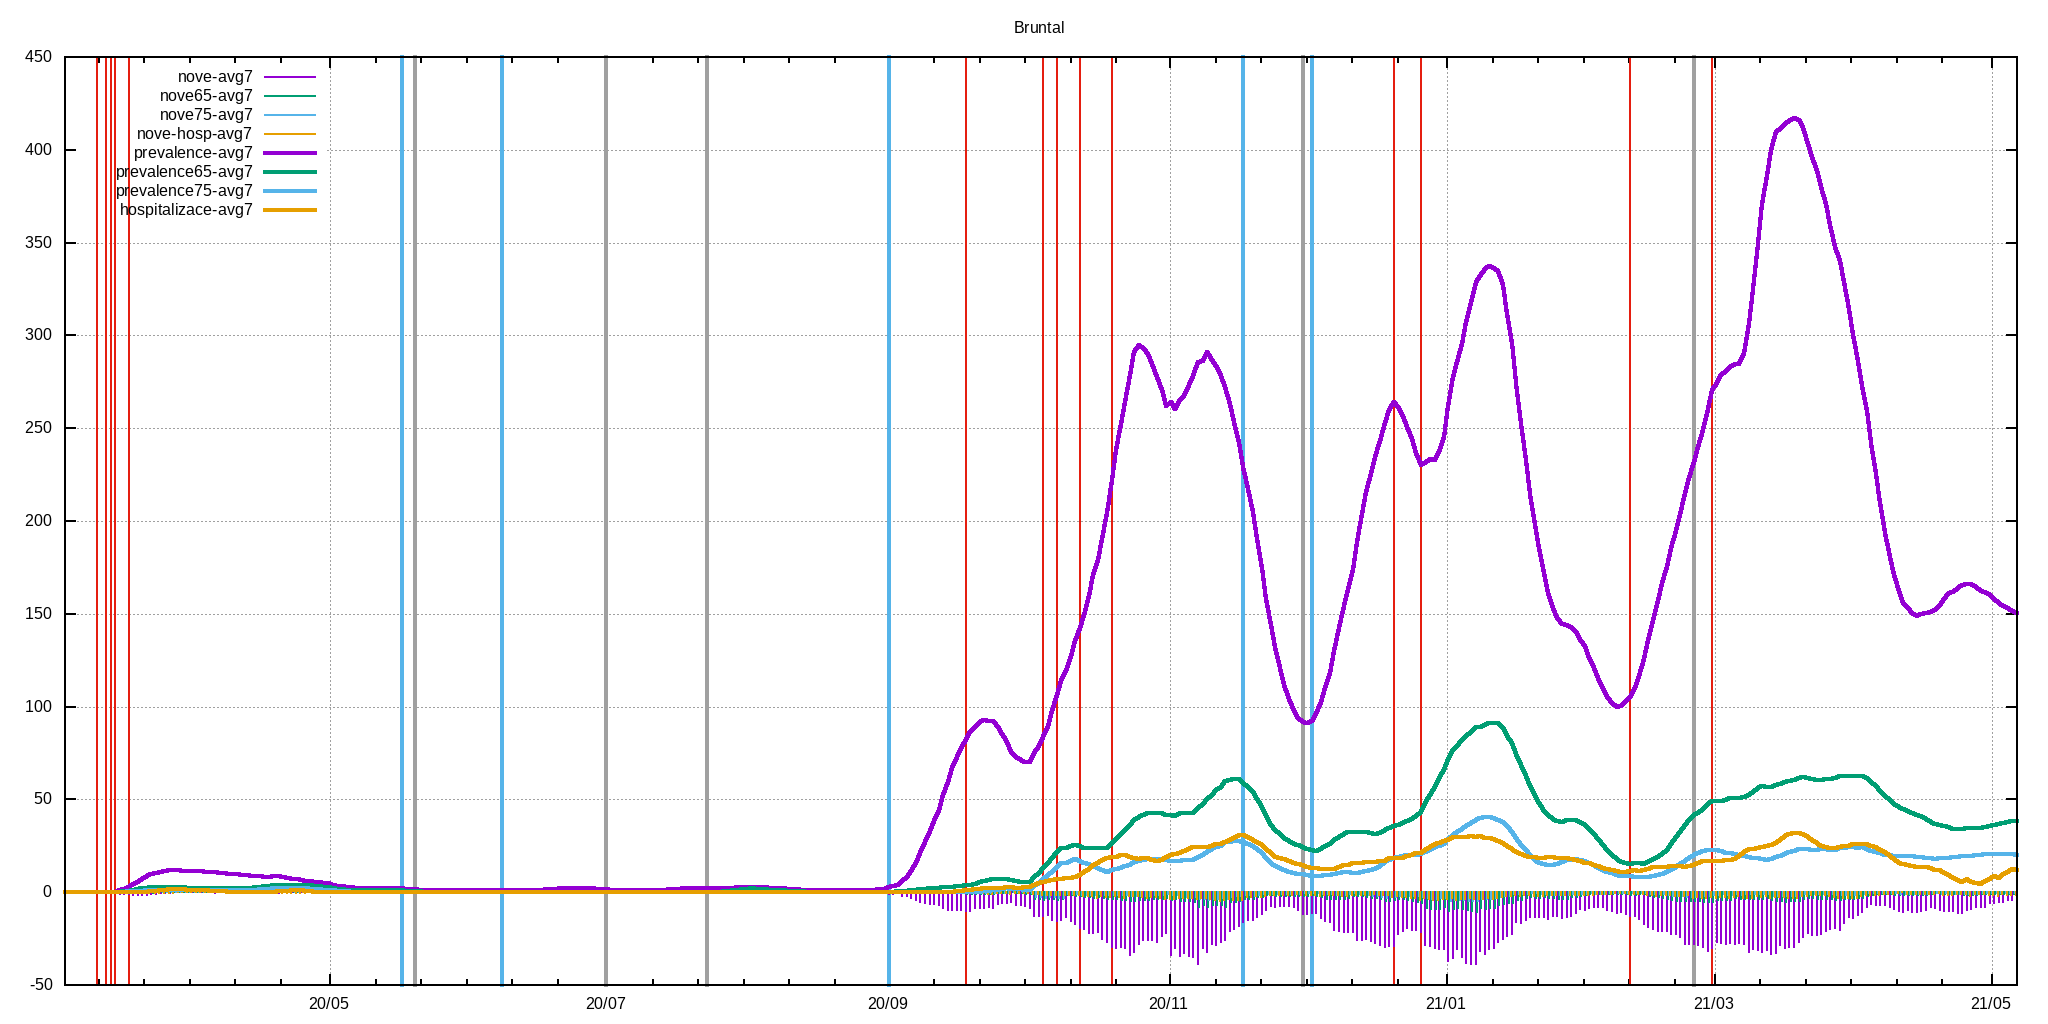 Bruntal
450
400
350
300
250
200
150
100
50
0
-50
nove-avg7
nove65-avg7
nove75-avg7
nove-hosp-avg7
prevalence-avg7
prevalence65-avg7
prevalence75-avg7
hospitalizace-avg7
20/05 20/07 20/09 20/11 21/01 21/03 21/05